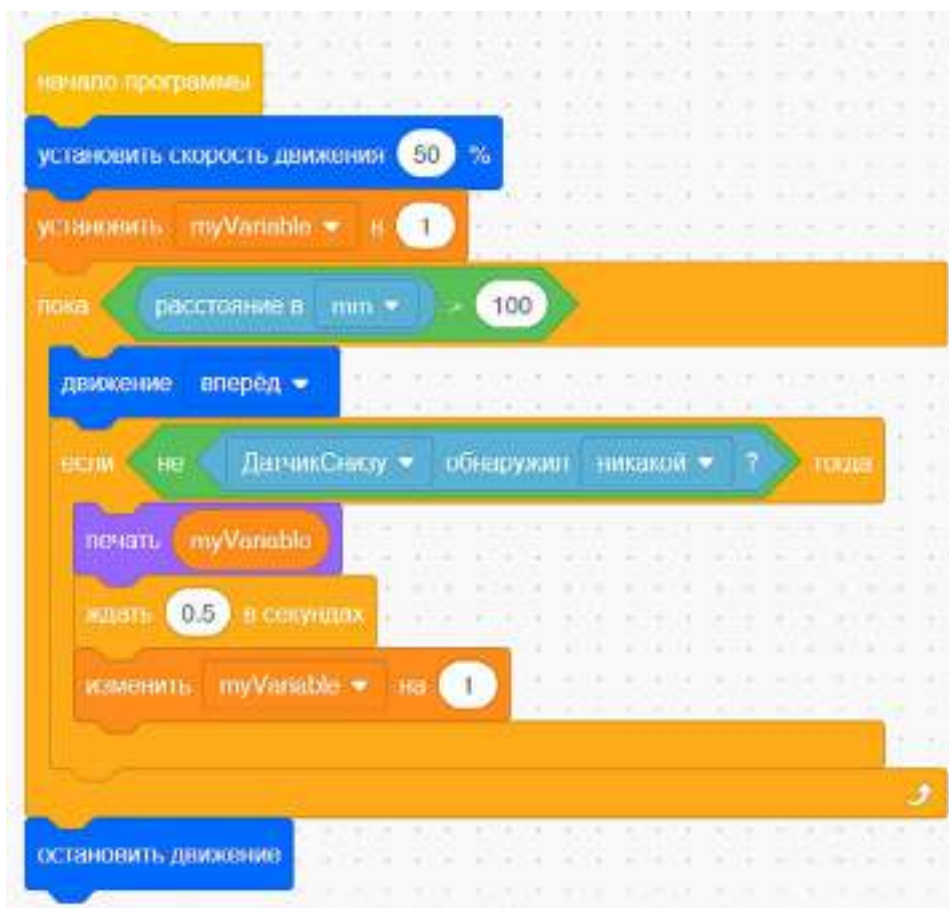 начало программы
установить скорость движения 50 %
установить myVariable к 1
пока расстояние в mm > 100
движение вперёд
если не ДатчикСнизу обнаружил никакой ? тогда
печать myVariable
ждать 0.5 в секундах
изменить myVariable на 1
остановить движение